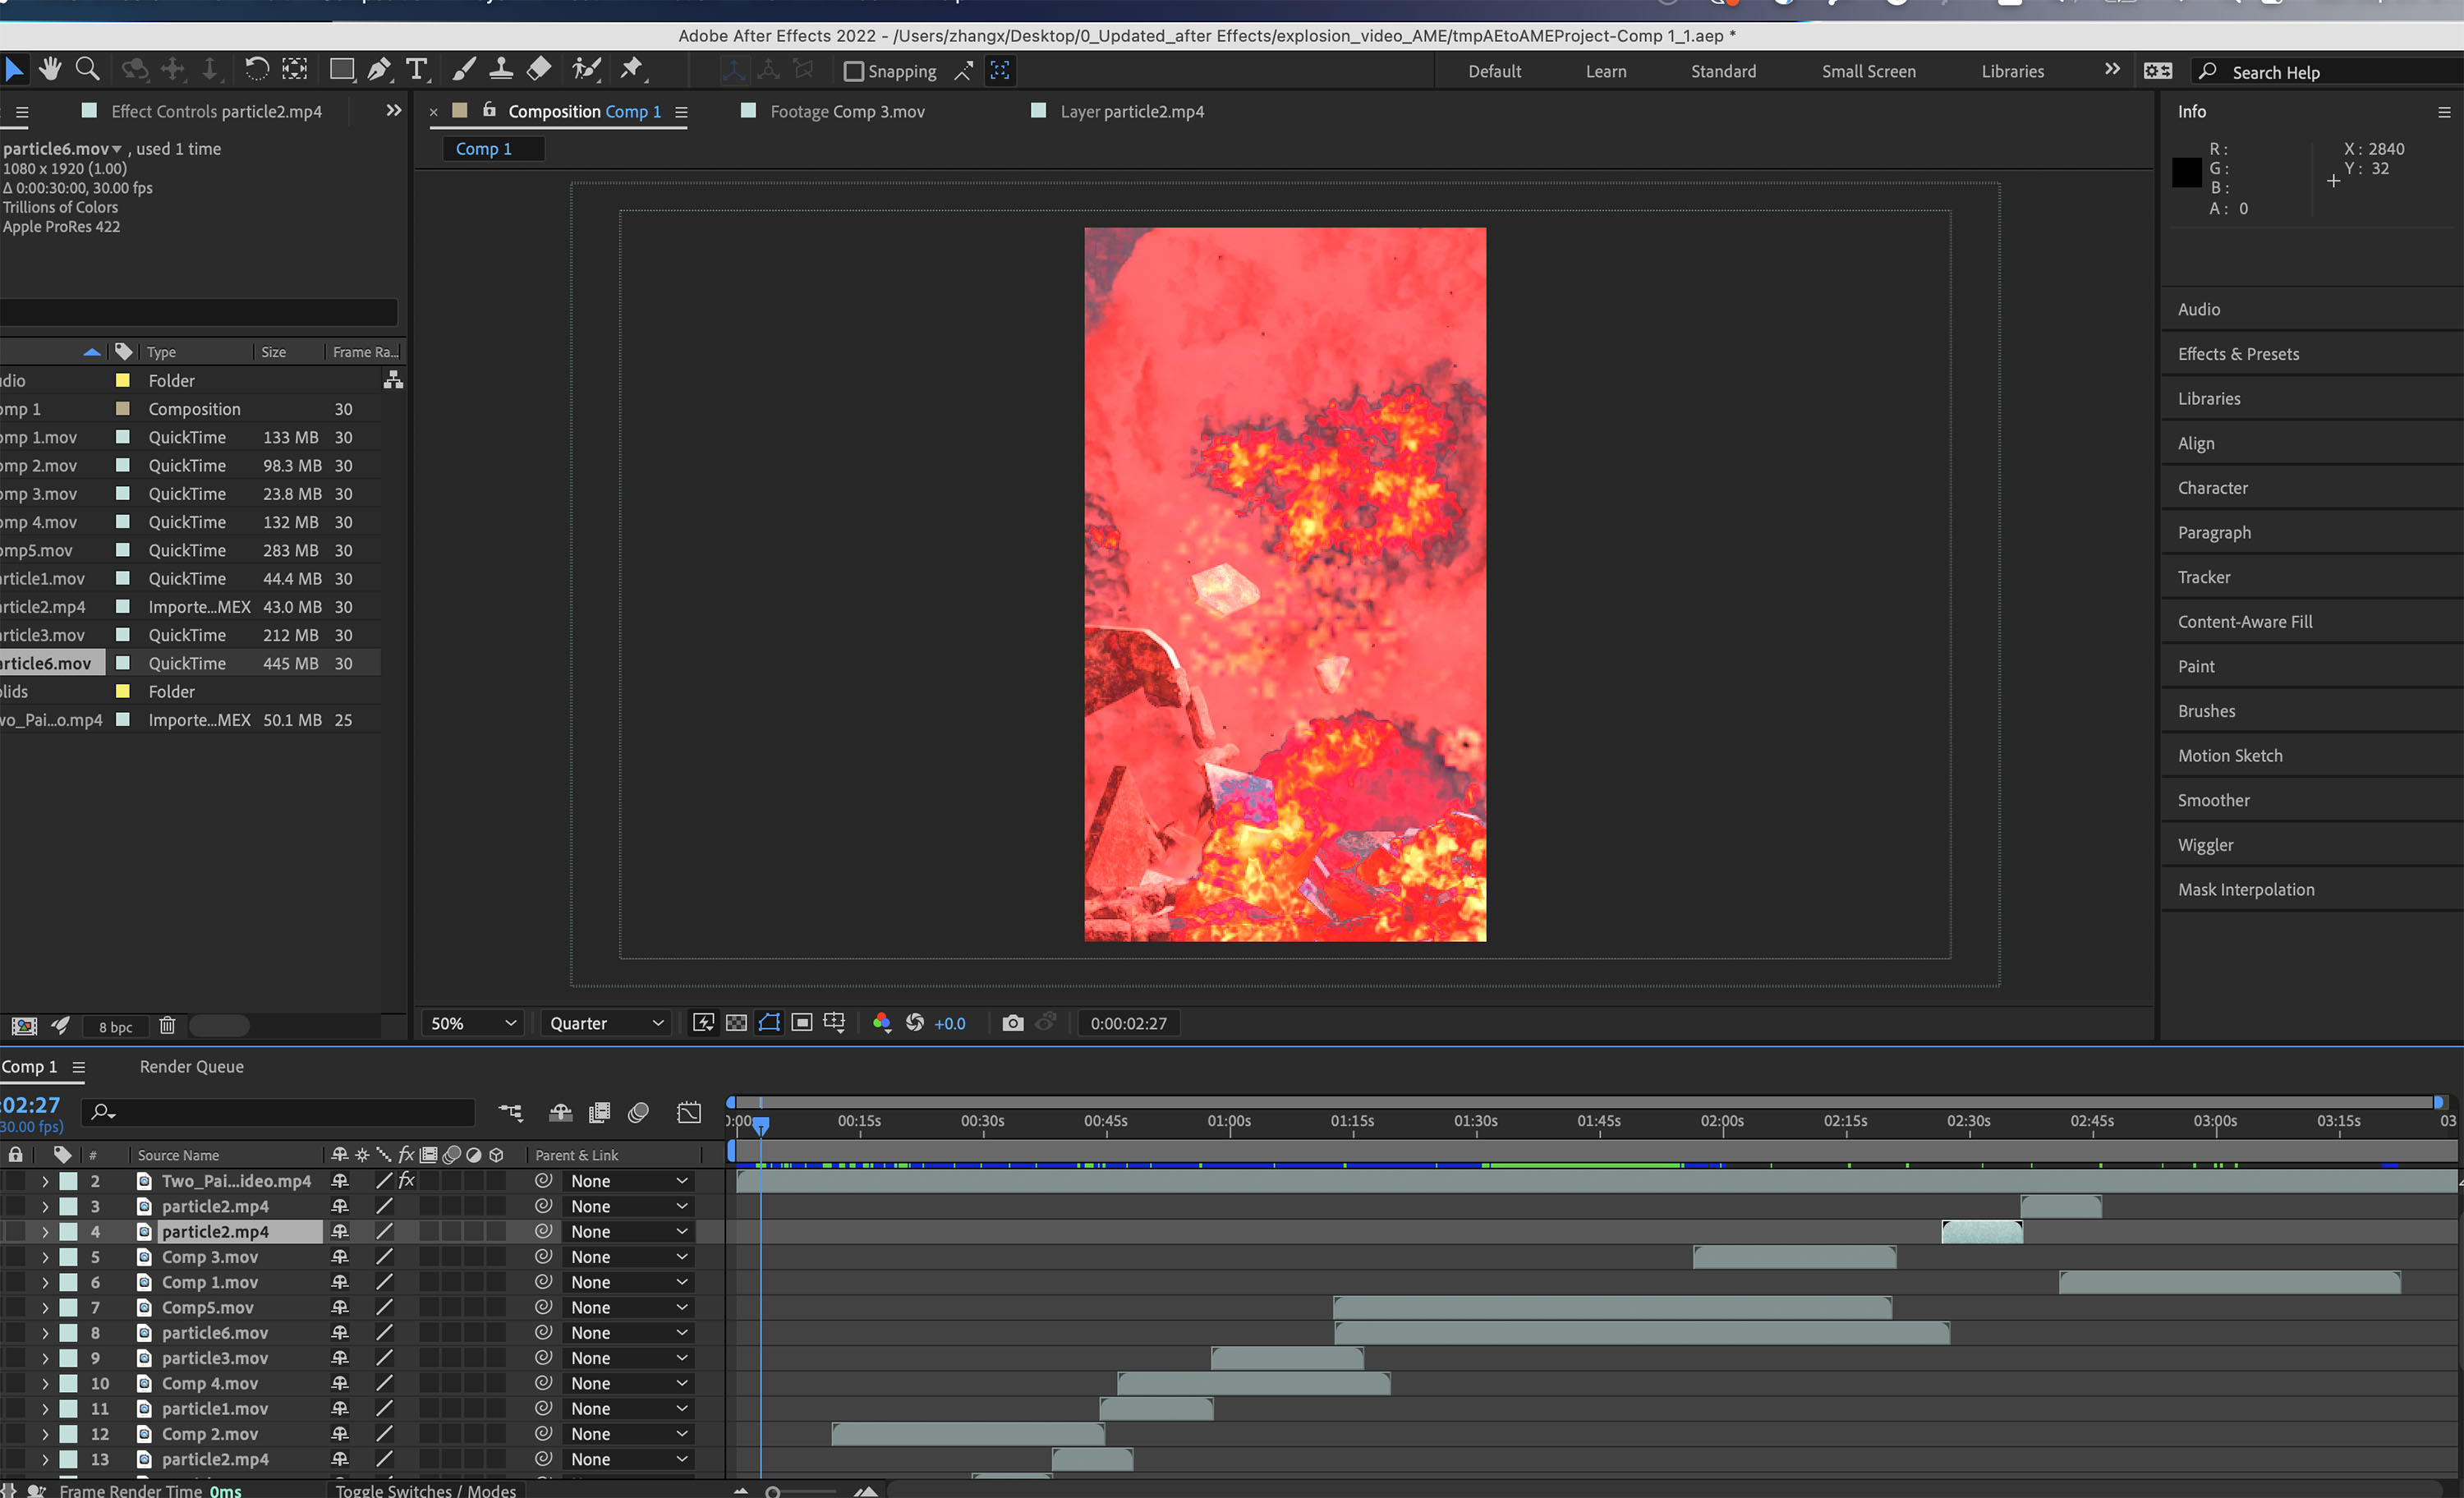 Adobe After Effects 2022 - /Users/zhangx/Desktop/0_Updated_after Effects/explosion_video_AME/tmpAEtoAMEProject-Comp 1_1.aep *
Snapping
Default Learn Standard Small Screen Libraries
Search Help
Effect Controls particle2.mp4
Composition Comp 1
Footage Comp 3.mov
Layer particle2.mp4
Comp 1
particle6.mov , used 1 time
1080 x 1920 (1.00)
Δ 0:00:30:00, 30.00 fps
Trillions of Colors
Apple ProRes 422
Type Size Frame Ra...
dio Folder
omp 1 Composition 30
omp 1.mov QuickTime 133 MB 30
omp 2.mov QuickTime 98.3 MB 30
omp 3.mov QuickTime 23.8 MB 30
omp 4.mov QuickTime 132 MB 30
omp5.mov QuickTime 283 MB 30
article1.mov QuickTime 44.4 MB 30
article2.mp4 Importe...MEX 43.0 MB 30
article3.mov QuickTime 212 MB 30
article6.mov QuickTime 445 MB 30
lids Folder
wo_Pai...o.mp4 Importe...MEX 50.1 MB 25
8 bpc
50% Quarter +0.0 0:00:02:27
Info
R : X : 2840
G : Y : 32
B :
A : 0
Audio
Effects & Presets
Libraries
Align
Character
Paragraph
Tracker
Content-Aware Fill
Paint
Brushes
Motion Sketch
Smoother
Wiggler
Mask Interpolation
Comp 1 Render Queue
:02:27
30.00 fps)
0:00 00:15s 00:30s 00:45s 01:00s 01:15s 01:30s 01:45s 02:00s 02:15s 02:30s 02:45s 03:00s 03:15s 03
# Source Name fx Parent & Link
2 Two_Pai...ideo.mp4 fx None
3 particle2.mp4 None
4 particle2.mp4 None
5 Comp 3.mov None
6 Comp 1.mov None
7 Comp5.mov None
8 particle6.mov None
9 particle3.mov None
10 Comp 4.mov None
11 particle1.mov None
12 Comp 2.mov None
13 particle2.mp4 None
Frame Render Time 0ms Toggle Switches / Modes